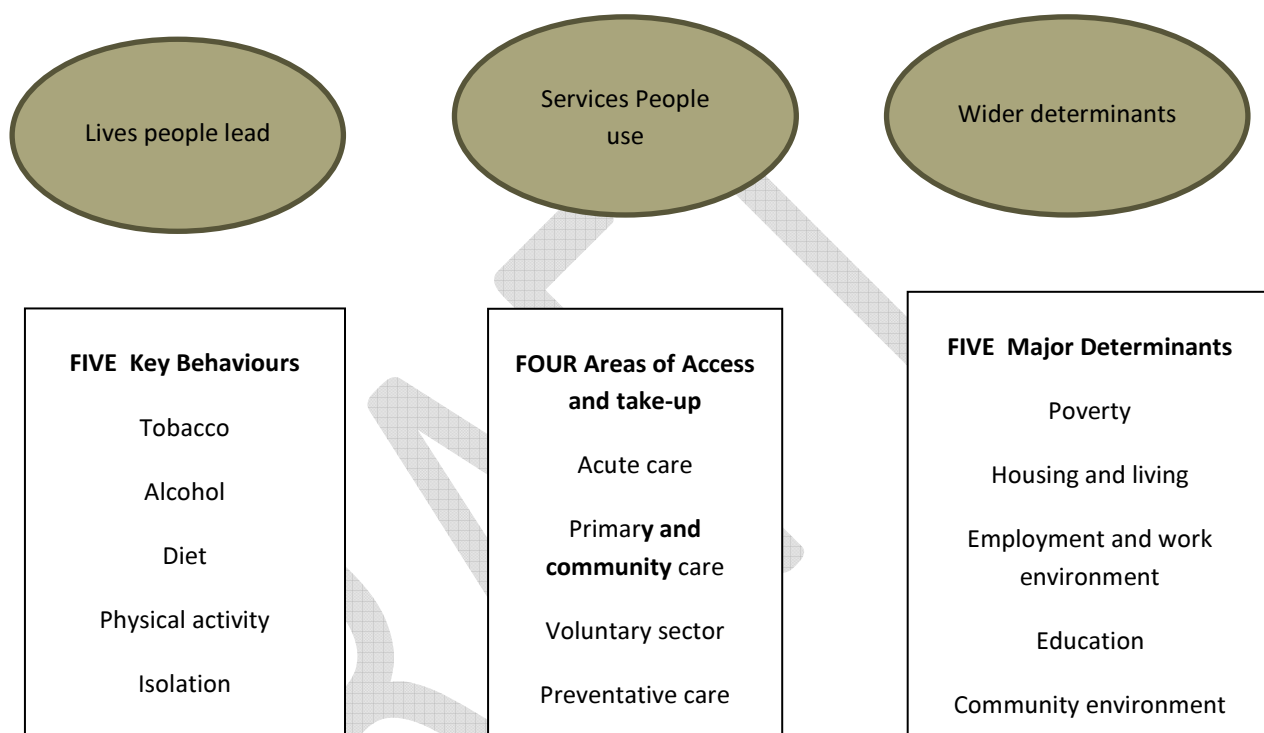 Lives people lead
Services People
use
Wider determinants
FIVE  Key Behaviours
Tobacco
Alcohol
Diet
Physical activity
Isolation
FOUR Areas of Access
and take-up
Acute care
Primary and
community care
Voluntary sector
Preventative care
FIVE  Major Determinants
Poverty
Housing and living
Employment and work
environment
Education
Community environment